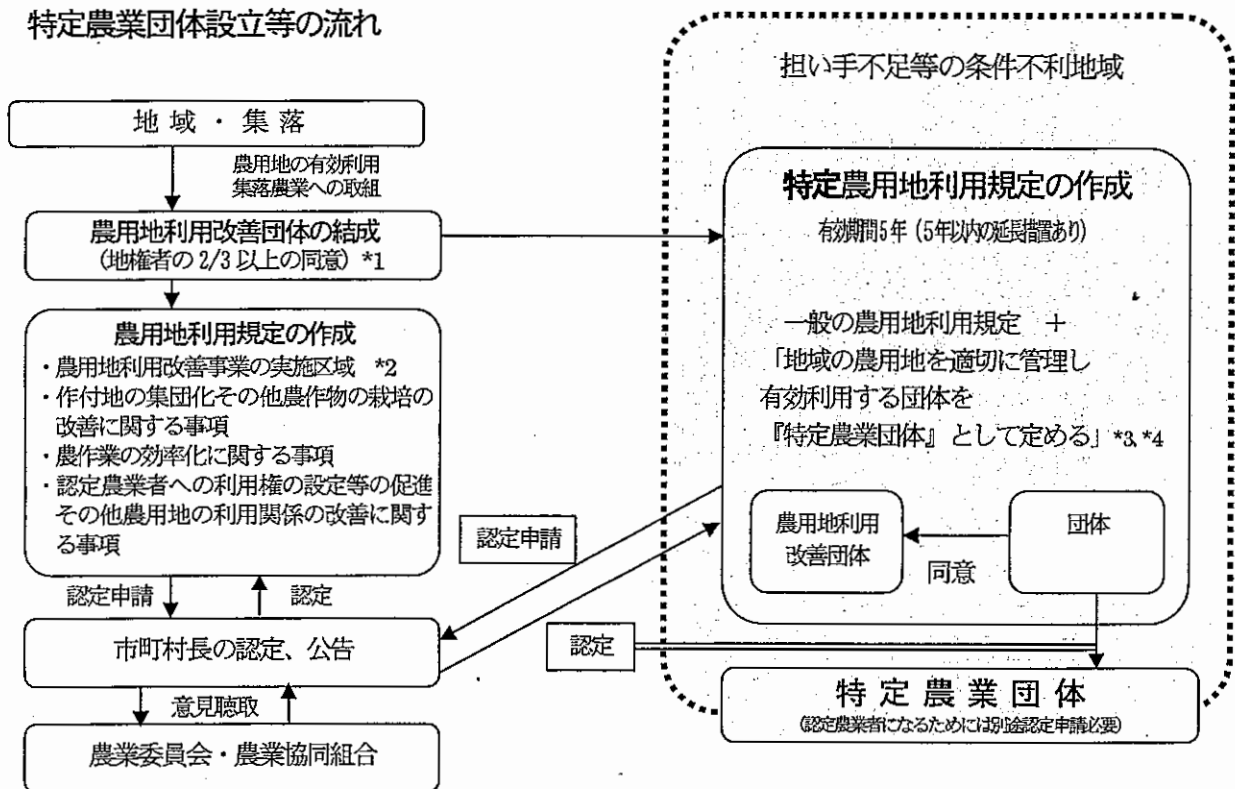 特定農業団体設立等の流れ
地域・集落
農用地の有効利用
集落農業への取組
農用地利用改善団体の結成
(地権者の2/3以上の同意) *1
農用地利用規定の作成
・農用地利用改善事業の実施区域 *2
・作付地の集団化その他農作物の栽培の
改善に関する事項
・農作業の効率化に関する事項
・認定農業者への利用権の設定等の促進
その他農用地の利用関係の改善に関す
る事項
認定申請
認定
市町村長の認定、公告
意見聴取
農業委員会・農業協同組合
認定申請
認定
担い手不足等の条件不利地域
特定農用地利用規定の作成
有効期間5年(5年以内の延長措置あり)
一般の農用地利用規定 +
「地域の農用地を適切に管理し
有効利用する団体を
『特定農業団体』として定める」*3、*4
農用地利用
改善団体
同意
団体
特定農業団体
(認定農業者になるためには別途認定申請必要)